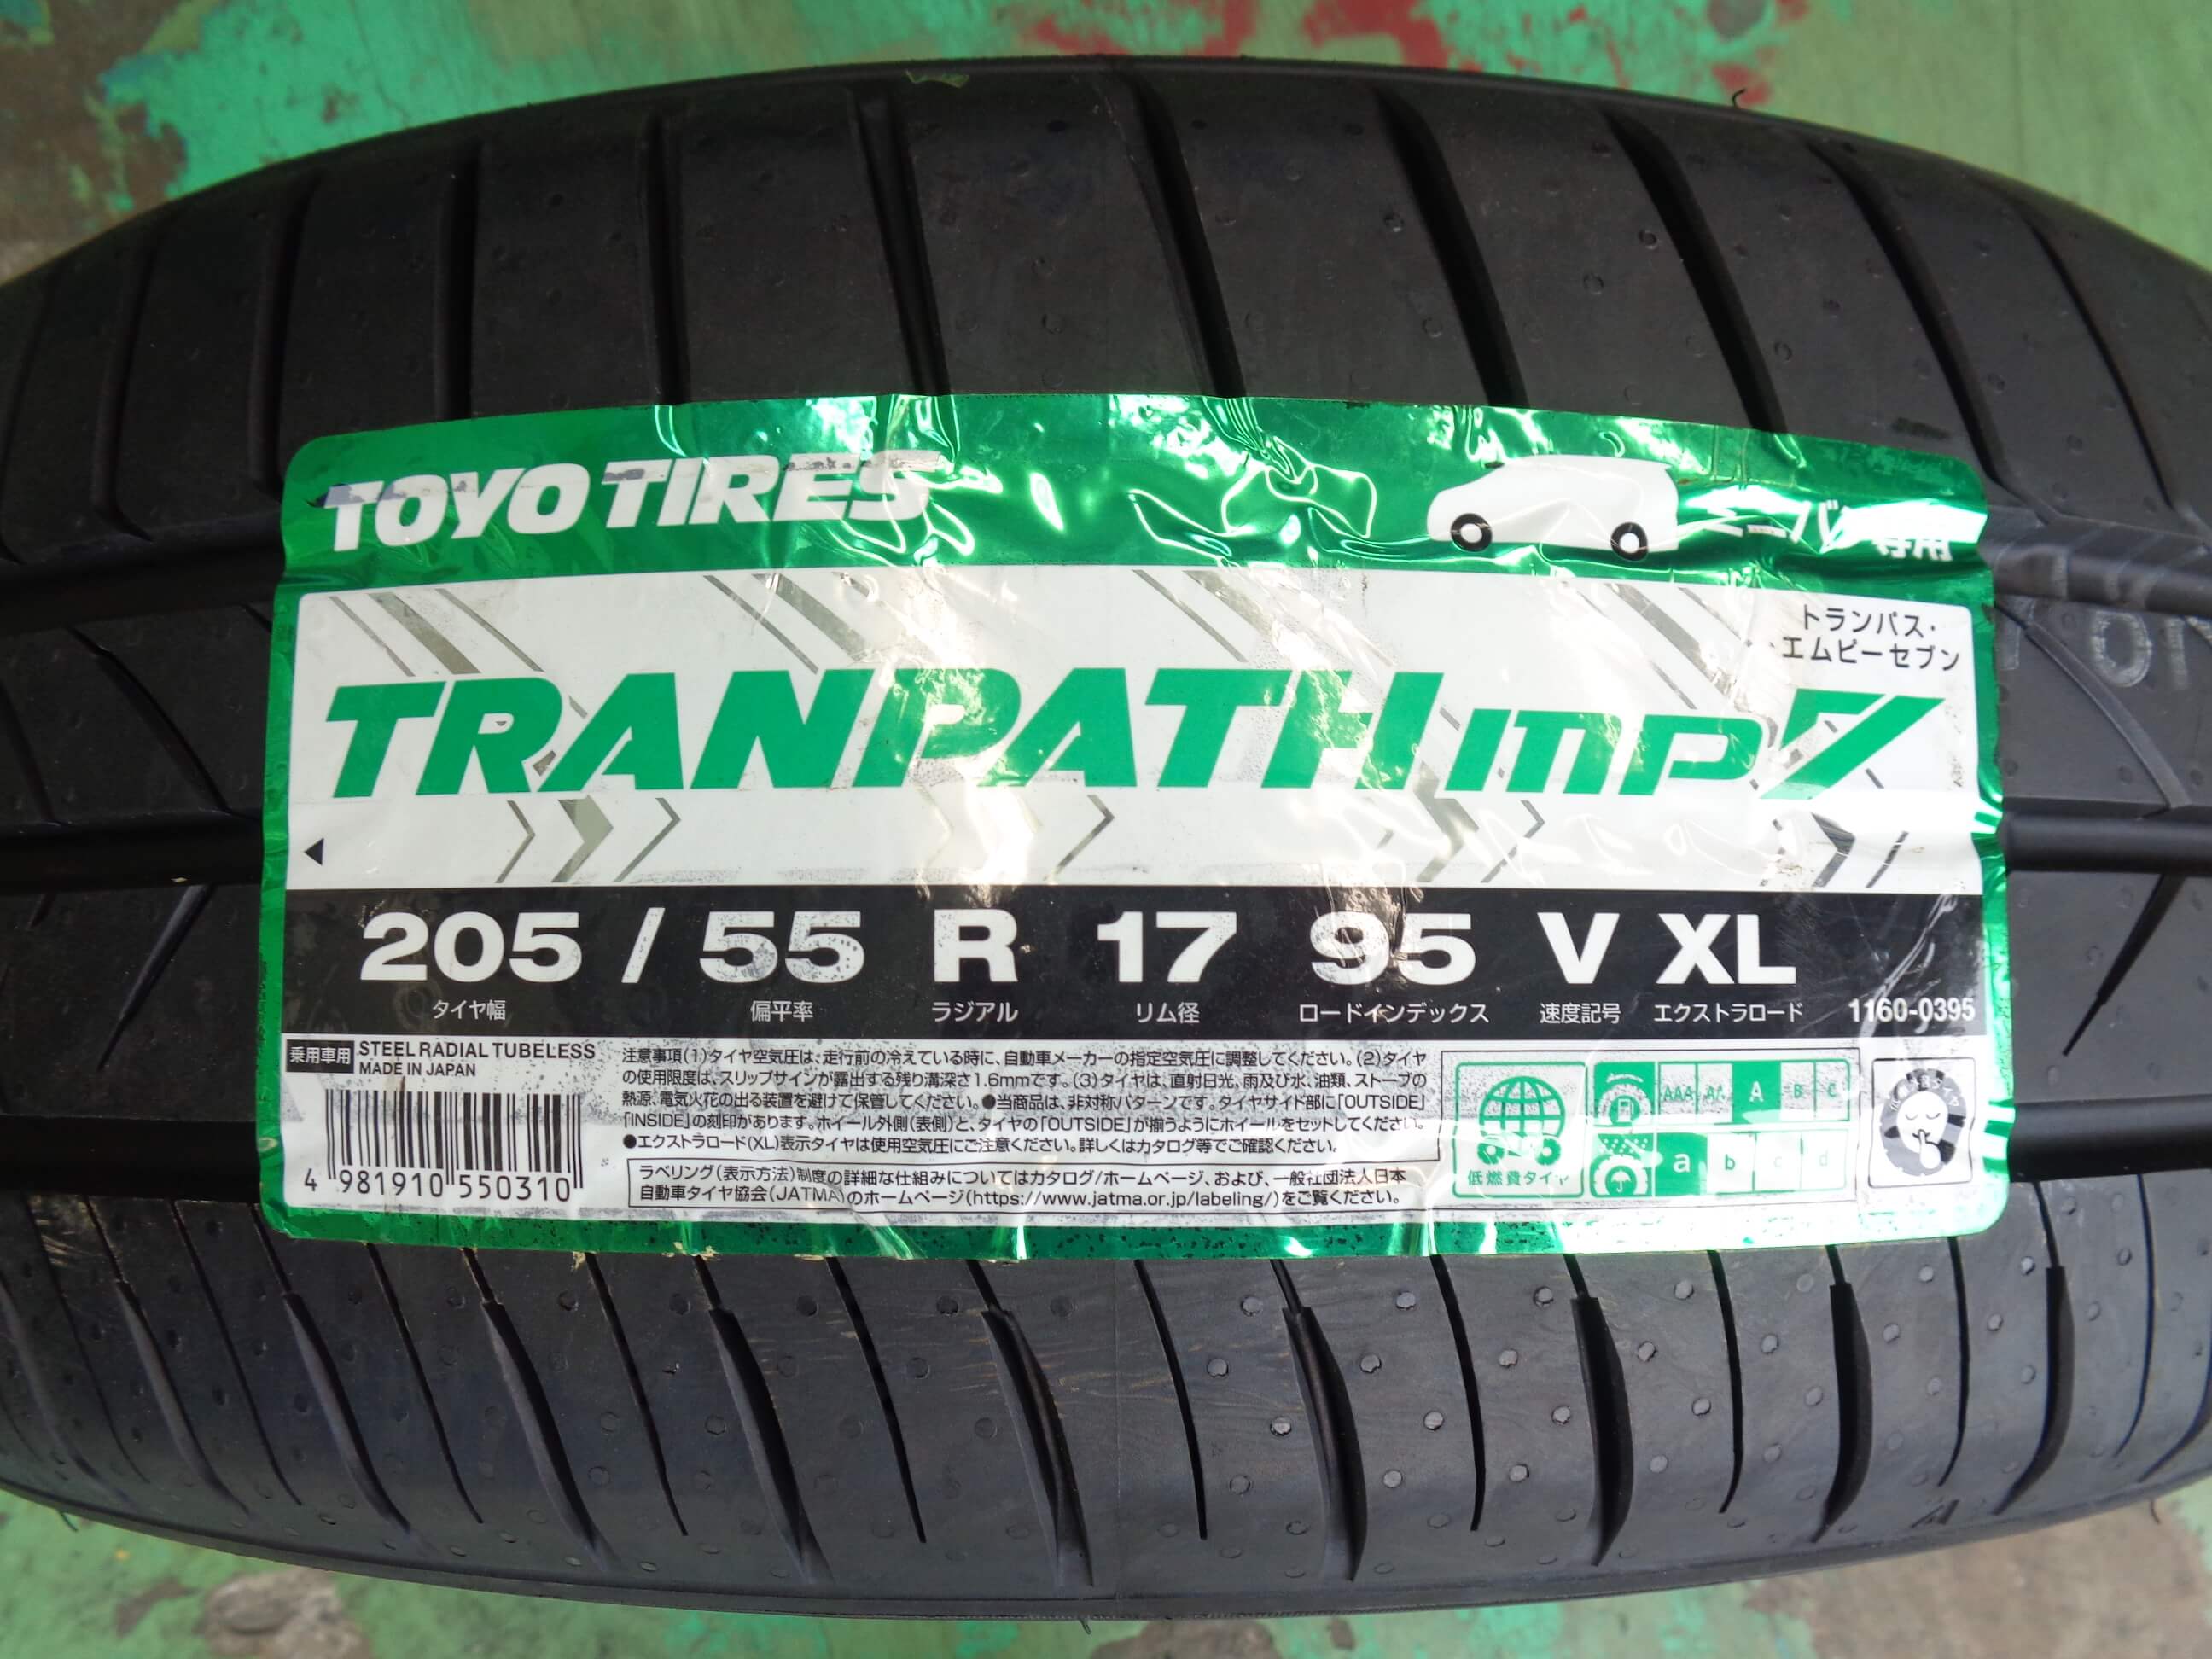 TOYO TIRES
ミニバン専用
トランパス・
エムピーセブン
TRANPATH mp7
205 / 55 R 17 95 V XL
タイヤ幅 偏平率 ラジアル リム径 ロードインデックス 速度記号 エクストラロード 1160-0395
乗用車用 STEEL RADIAL TUBELESS
MADE IN JAPAN
4 981910 550310
注意事項(1)タイヤ空気圧は、走行前の冷えている時に、自動車メーカーの指定空気圧に調整してください。(2)タイヤ
の使用限度は、スリップサインが露出する残り溝深さ1.6mmです。(3)タイヤは、直射日光、雨及び水、油類、ストーブの
熱源、電気火花の出る装置を避けて保管してください。●当商品は、非対称パターンです。タイヤサイド部に「OUTSIDE」
「INSIDE」の刻印があります。ホイール外側(表側)と、タイヤの「OUTSIDE」が揃うようにホイールをセットしてください。
●エクストラロード(XL)表示タイヤは使用空気圧にご注意ください。詳しくはカタログ等でご確認ください。
ラベリング(表示方法)制度の詳細な仕組みについてはカタログ/ホームページ、および、一般社団法人日本
自動車タイヤ協会(JATMA)のホームページ(https://www.jatma.or.jp/labeling/)をご覧ください。
低燃費タイヤ
AAA AA A B C
a b c d